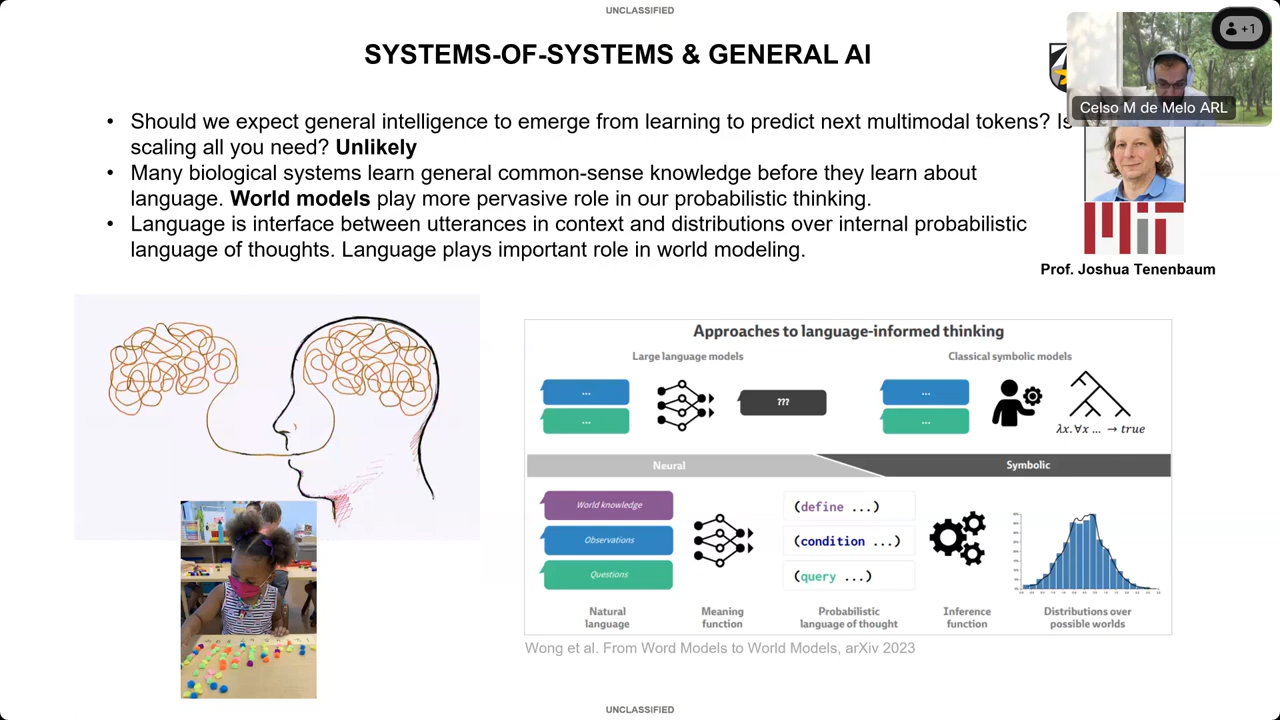 UNCLASSIFIED
SYSTEMS-OF-SYSTEMS & GENERAL AI
+1
Celso M de Melo ARL
• Should we expect general intelligence to emerge from learning to predict next multimodal tokens? Is
scaling all you need? Unlikely
• Many biological systems learn general common-sense knowledge before they learn about
language. World models play more pervasive role in our probabilistic thinking.
• Language is interface between utterances in context and distributions over internal probabilistic
language of thoughts. Language plays important role in world modeling.
MIT
Prof. Joshua Tenenbaum
Approaches to language-informed thinking
Large language models
Classical symbolic models
...
...
???
...
...
λx.∀x ... → true
Neural
Symbolic
World knowledge
Observations
Questions
(define ...)
(condition ...)
(query ...)
Natural
language
Meaning
function
Probabilistic
language of thought
Inference
function
Distributions over
possible worlds
Wong et al. From Word Models to World Models, arXiv 2023
UNCLASSIFIED